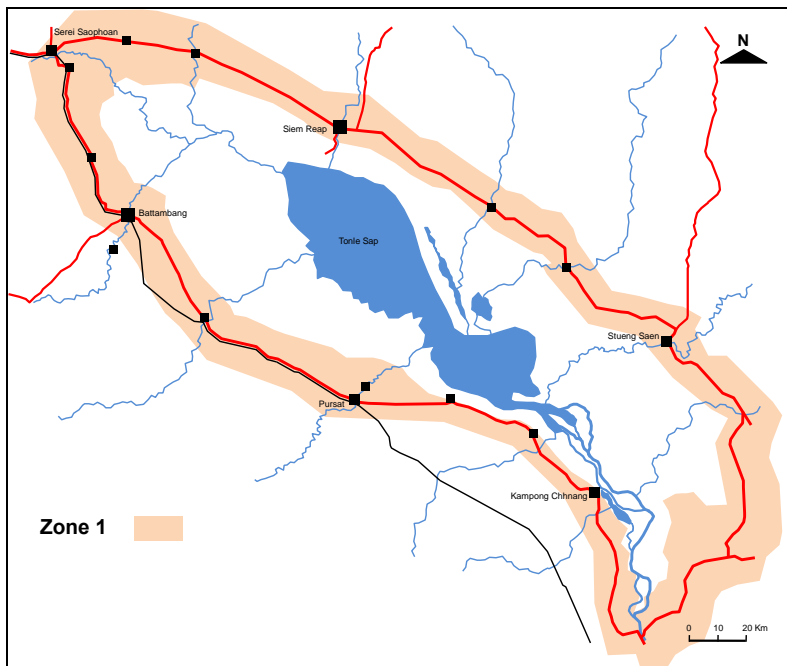 Serei Saophoan
N
Siem Reap
Battambang
Tonle Sap
Stueng Saen
Pursat
Kampong Chhnang
Zone 1
0 10 20 Km